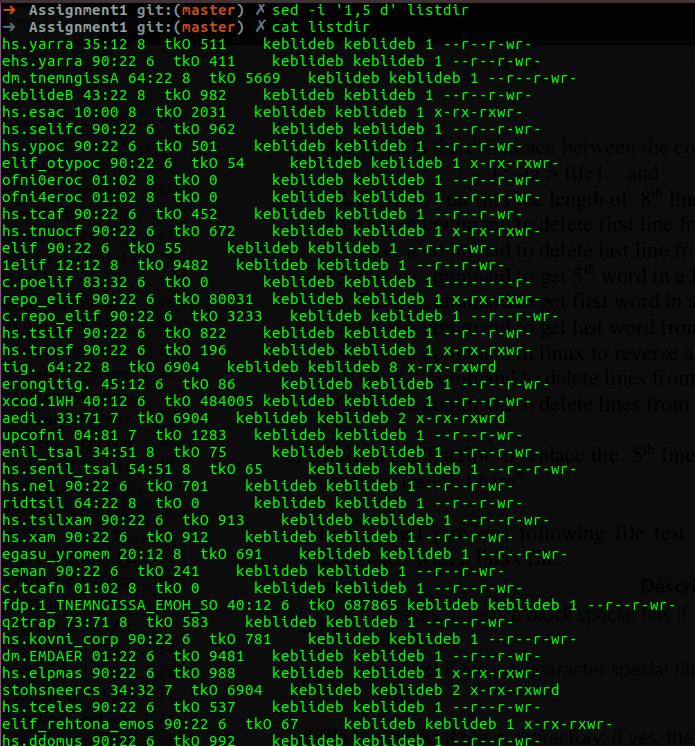 ➜ Assignment1 git:(master) ✗ sed -i '1,5 d' listdir
➜ Assignment1 git:(master) ✗ cat listdir
hs.yarra 35:12 8  tkO 511    keblideb keblideb 1 --r--r--wr-
ehs.yarra 90:22 6  tkO 411    keblideb keblideb 1 --r--r--wr-
dm.tnemngissA 64:22 8  tkO 5669   keblideb keblideb 1 --r--r--wr-
keblideB 43:22 8  tkO 982    keblideb keblideb 1 --r--r--wr-
hs.esac 10:00 8  tkO 2031   keblideb keblideb 1 x-rx-rxwr-
hs.selifc 90:22 6  tkO 962    keblideb keblideb 1 --r--r--wr-
hs.ypoc 90:22 6  tkO 501    keblideb keblideb 1 --r--r--wr-
elif_otypoc 90:22 6  tkO 54     keblideb keblideb 1 x-rx-rxwr-
ofni0eroc 01:02 8  tkO 0      keblideb keblideb 1 --r--r--wr-
ofni4eroc 01:02 8  tkO 0      keblideb keblideb 1 --r--r--wr-
hs.tcaf 90:22 6  tkO 452    keblideb keblideb 1 --r--r--wr-
hs.tnuocf 90:22 6  tkO 672    keblideb keblideb 1 x-rx-rxwr-
elif 90:22 6  tkO 55     keblideb keblideb 1 --r--r--wr-
1elif 12:12 8  tkO 9482   keblideb keblideb 1 --r--r--wr-
c.poelif 83:32 6  tkO 0      keblideb keblideb 1 --r--r--wr-
repo_elif 90:22 6  tkO 80031  keblideb keblideb 1 x-rx-rxwr-
c.repo_elif 90:22 6  tkO 3233   keblideb keblideb 1 --r--r--wr-
hs.tsilf 90:22 6  tkO 822    keblideb keblideb 1 --r--r--wr-
hs.trosf 90:22 6  tkO 196    keblideb keblideb 1 x-rx-rxwr-
tig. 64:22 8  tkO 6904   keblideb keblideb 8 x-rx-rxwrd
erongitig. 45:12 6  tkO 86     keblideb keblideb 1 --r--r--wr-
xcod.1WH 40:12 6  tkO 484005 keblideb keblideb 1 --r--r--wr-
aedi. 33:71 7  tkO 6904   keblideb keblideb 2 x-rx-rxwrd
upcofni 04:81 7  tkO 1283   keblideb keblideb 1 --r--r--wr-
enil_tsal 34:51 8  tkO 75     keblideb keblideb 1 --r--r--wr-
hs.senil_tsal 54:51 8  tkO 65     keblideb keblideb 1 --r--r--wr-
hs.nel 90:22 6  tkO 701    keblideb keblideb 1 --r--r--wr-
ridtsil 64:22 8  tkO 0      keblideb keblideb 1 --r--r--wr-
hs.tsilxam 90:22 6  tkO 913    keblideb keblideb 1 --r--r--wr-
hs.xam 90:22 6  tkO 912    keblideb keblideb 1 --r--r--wr-
egasu_yromem 20:12 8  tkO 691    keblideb keblideb 1 --r--r--wr-
seman 90:22 6  tkO 241    keblideb keblideb 1 --r--r--wr-
c.tcafn 01:02 8  tkO 0      keblideb keblideb 1 --r--r--wr-
fdp.1_TNEMNGISSA_EMOH_SO 40:12 6  tkO 687865 keblideb keblideb 1 --r--r--wr-
q2trap 73:71 8  tkO 583    keblideb keblideb 1 --r--r--wr-
hs.kovni_corp 90:22 6  tkO 781    keblideb keblideb 1 --r--r--wr-
dm.EMDAER 01:22 6  tkO 9481   keblideb keblideb 1 --r--r--wr-
hs.elpmas 90:22 6  tkO 988    keblideb keblideb 1 --r--r--wr-
stohsneercs 34:32 7  tkO 6904   keblideb keblideb 2 x-rx-rxwrd
hs.tceles 90:22 6  tkO 537    keblideb keblideb 1 --r--r--wr-
elif_rehtona_emos 90:22 6  tkO 67     keblideb keblideb 1 x-rx-rxwr-
hs.ddomus 90:22 6  tkO 992    keblideb keblideb 1 --r--r--wr-